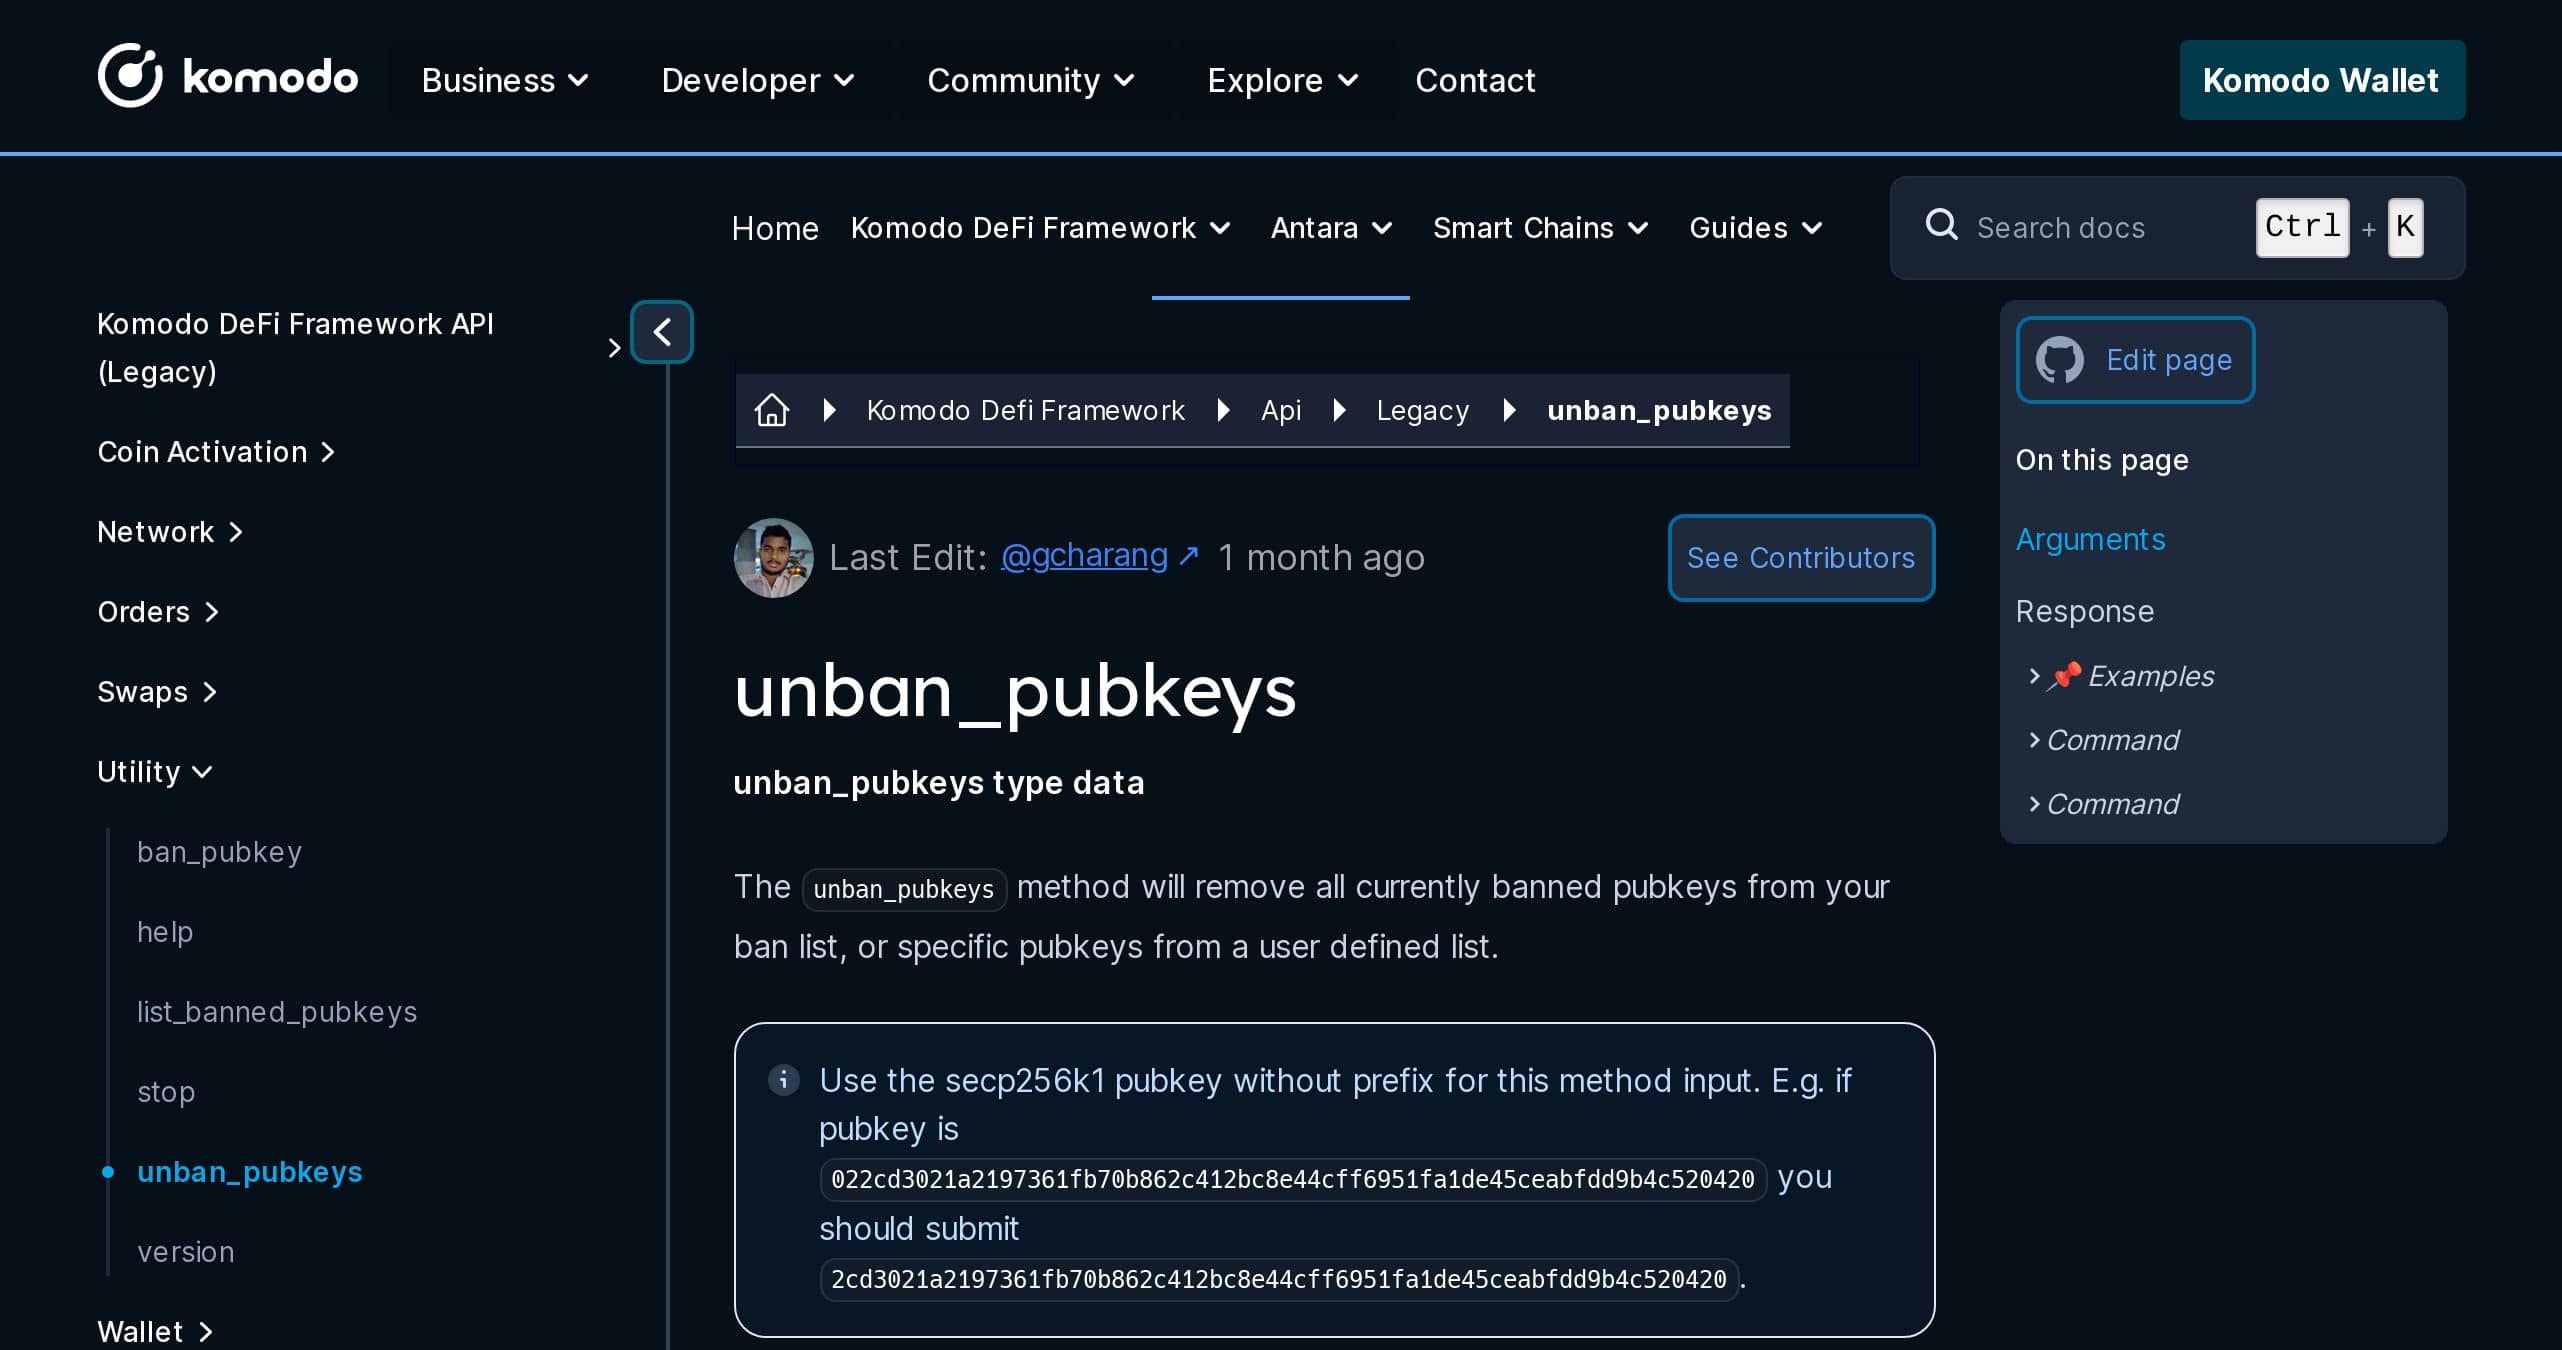 komodo Business Developer Community Explore Contact Komodo Wallet
Home Komodo DeFi Framework Antara Smart Chains Guides Search docs Ctrl + K
Komodo DeFi Framework API
(Legacy)
Coin Activation
Network
Orders
Swaps
Utility
ban_pubkey
help
list_banned_pubkeys
stop
unban_pubkeys
version
Wallet
Komodo Defi Framework Api Legacy unban_pubkeys
Last Edit: @gcharang ↗ 1 month ago See Contributors
unban_pubkeys
unban_pubkeys type data
The unban_pubkeys method will remove all currently banned pubkeys from your
ban list, or specific pubkeys from a user defined list.
Use the secp256k1 pubkey without prefix for this method input. E.g. if
pubkey is
022cd3021a2197361fb70b862c412bc8e44cff6951fa1de45ceabfdd9b4c520420 you
should submit
2cd3021a2197361fb70b862c412bc8e44cff6951fa1de45ceabfdd9b4c520420.
Edit page
On this page
Arguments
Response
📌 Examples
Command
Command